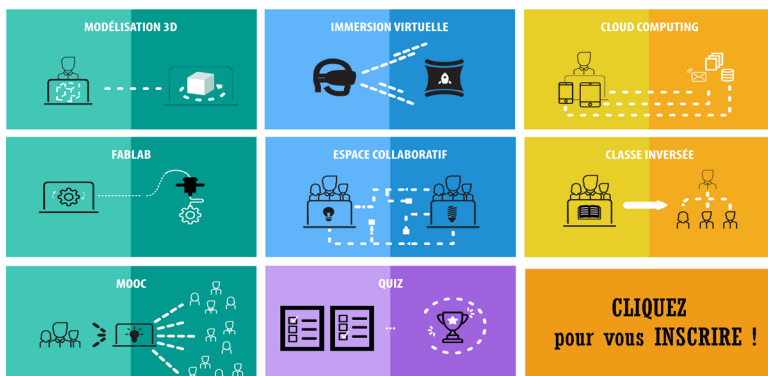 MODÉLISATION 3D
IMMERSION VIRTUELLE
CLOUD COMPUTING
FABLAB
ESPACE COLLABORATIF
CLASSE INVERSÉE
MOOC
QUIZ
CLIQUEZ
pour vous INSCRIRE !